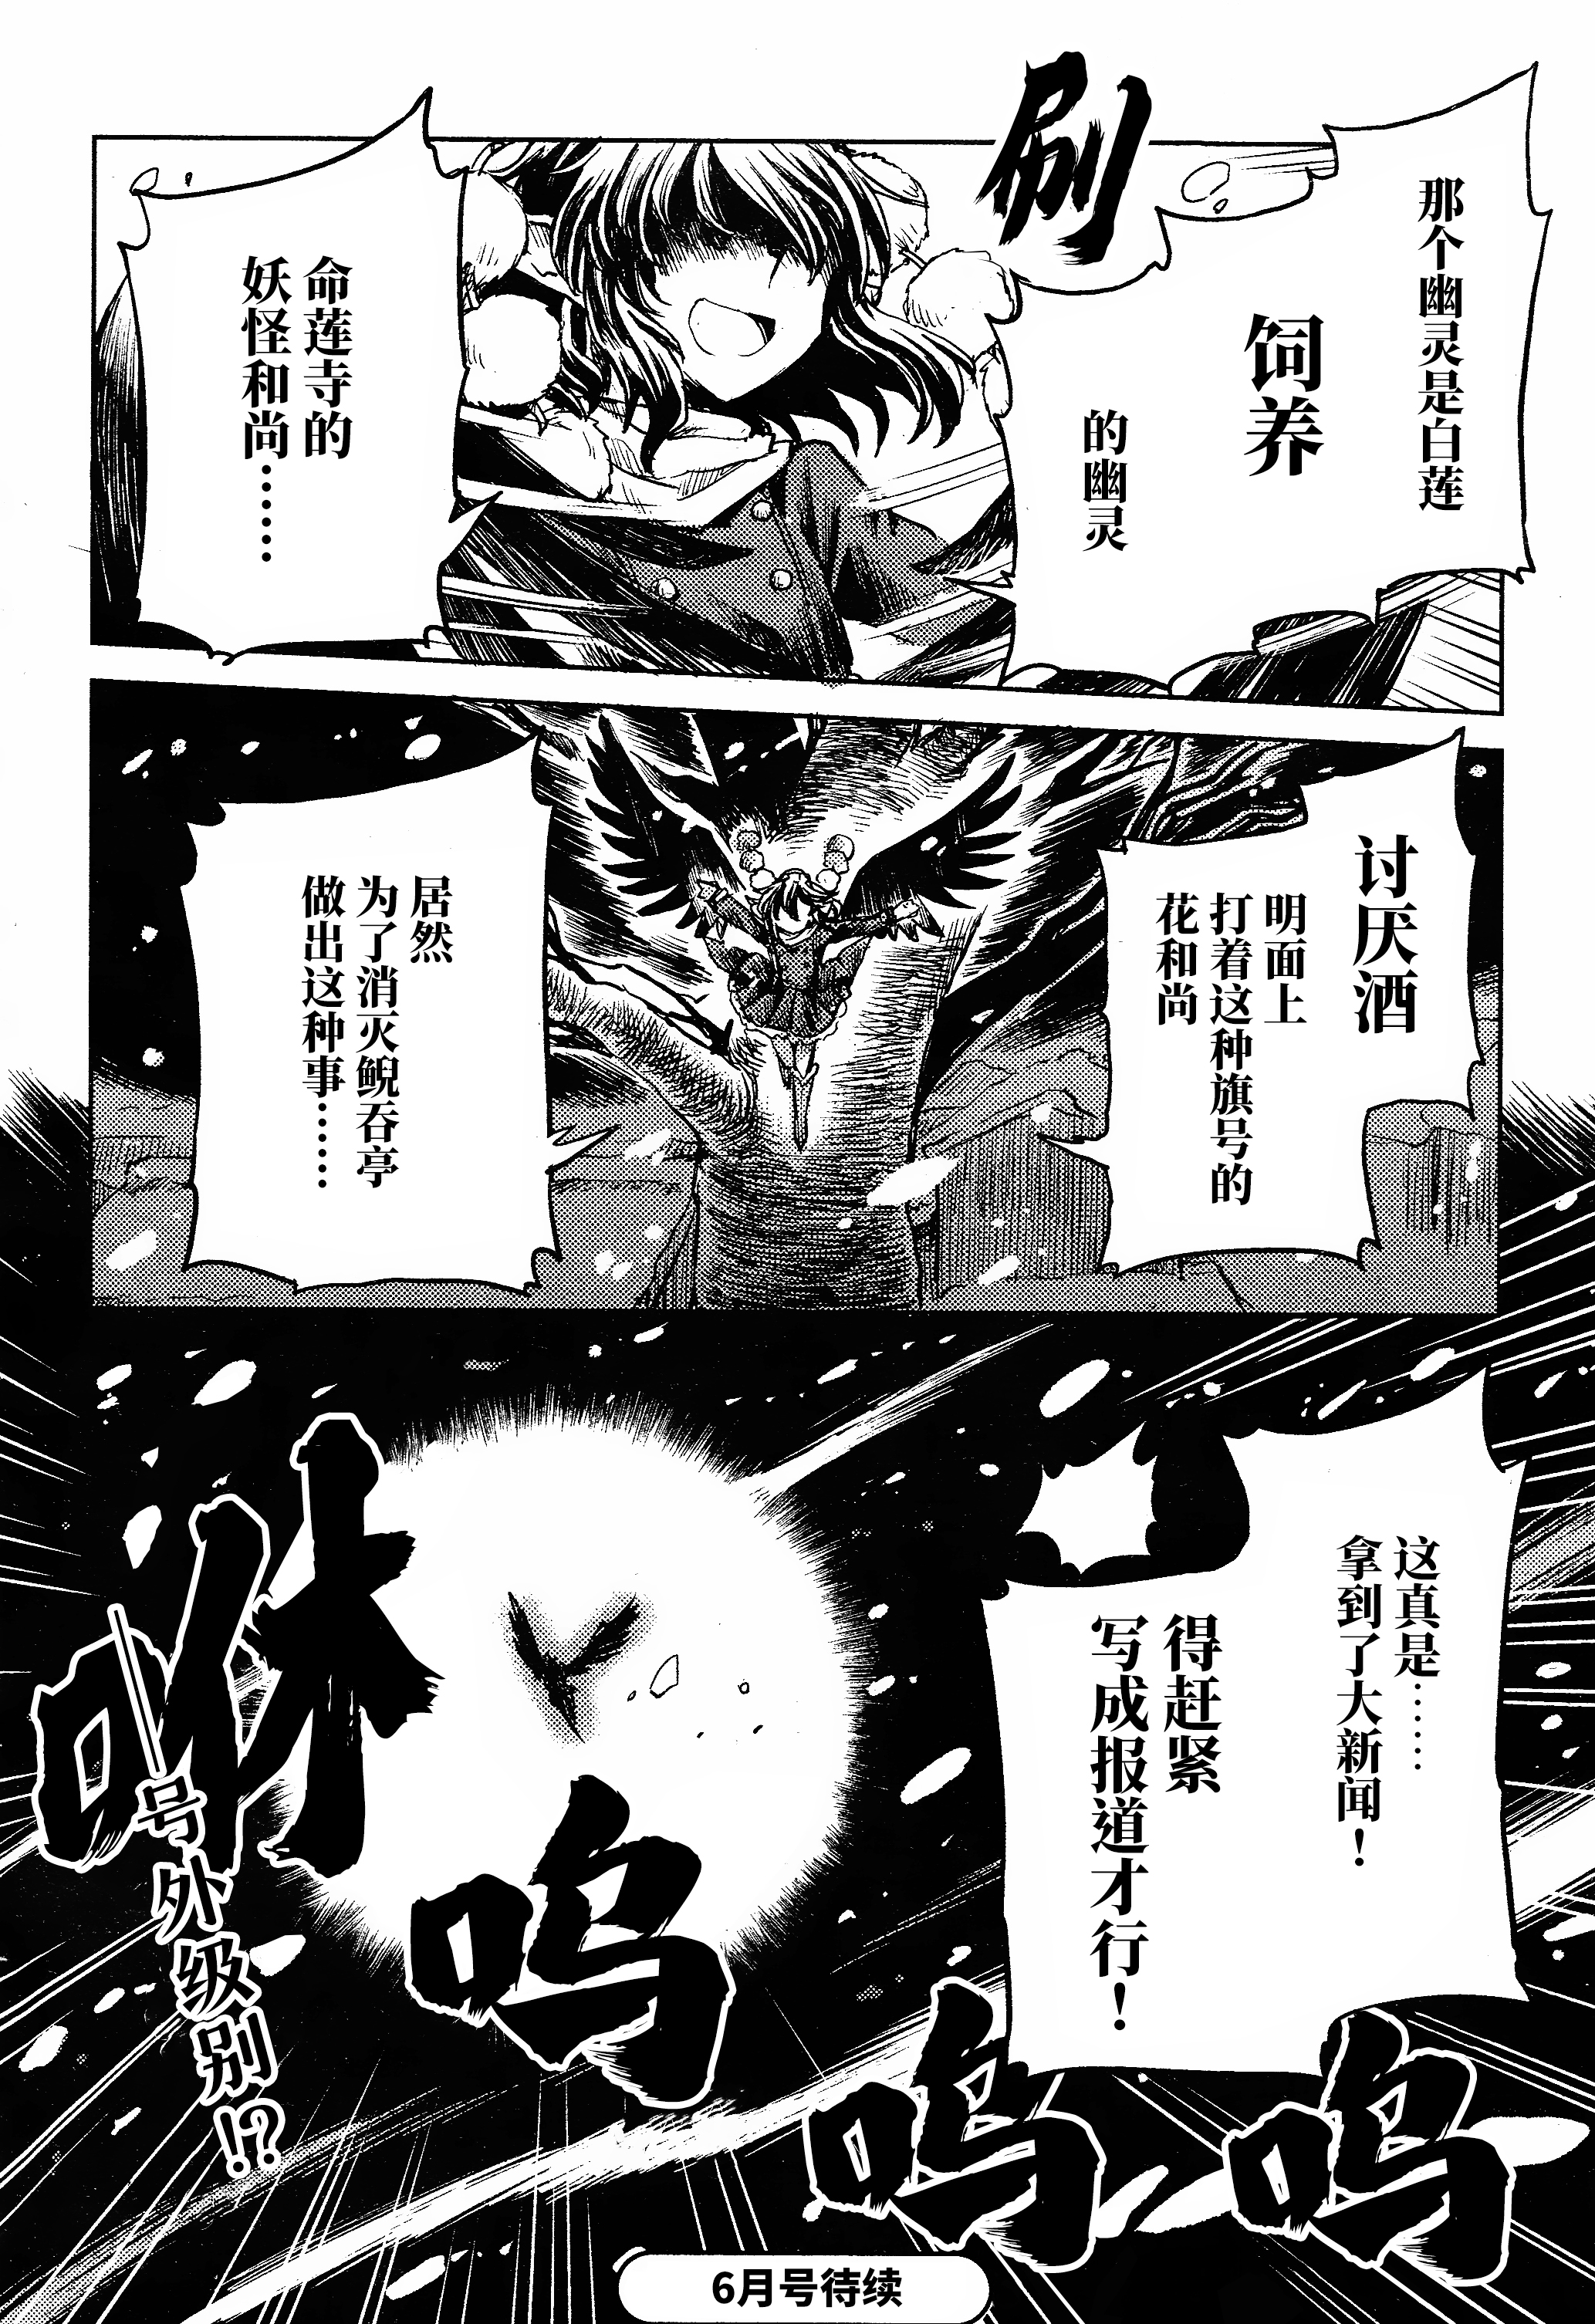 刷
那个幽灵是白莲
饲养
的幽灵
命莲寺的
妖怪和尚……
讨厌酒
明面上
打着这种旗号的
花和尚
居然
为了消灭鲵吞亭
做出这种事……
这真是……
拿到了大新闻！
得赶紧
写成报道才行！
咻
呜
呜
呜
——号外级别!?
6月号待续